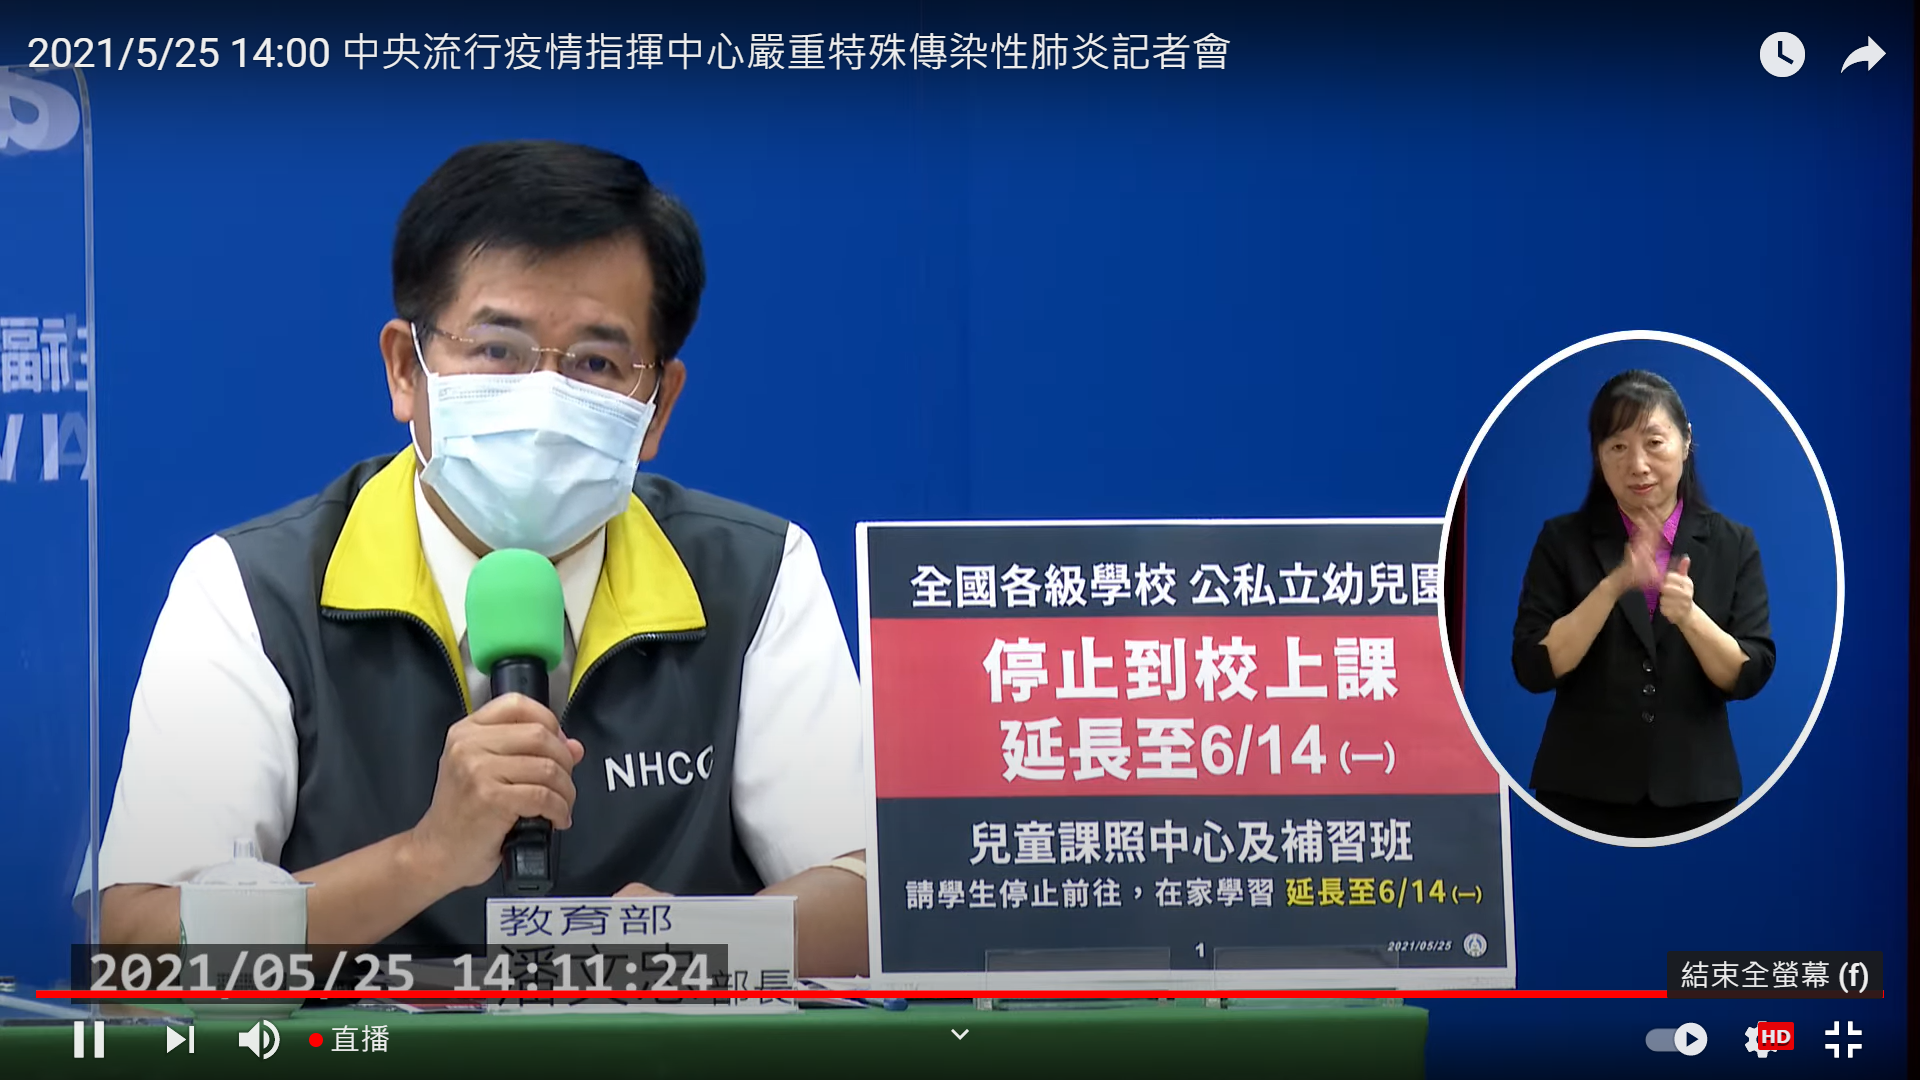 2021/5/25 14:00 中央流行疫情指揮中心嚴重特殊傳染性肺炎記者會
全國各級學校 公私立幼兒園
停止到校上課
延長至6/14 (一)
兒童課照中心及補習班
請學生停止前往，在家學習 延長至6/14 (一)
1
2021/05/25
NHCC
教育部
潘文忠部長
2021/05/25 14:11:24
結束全螢幕 (f)
直播
HD